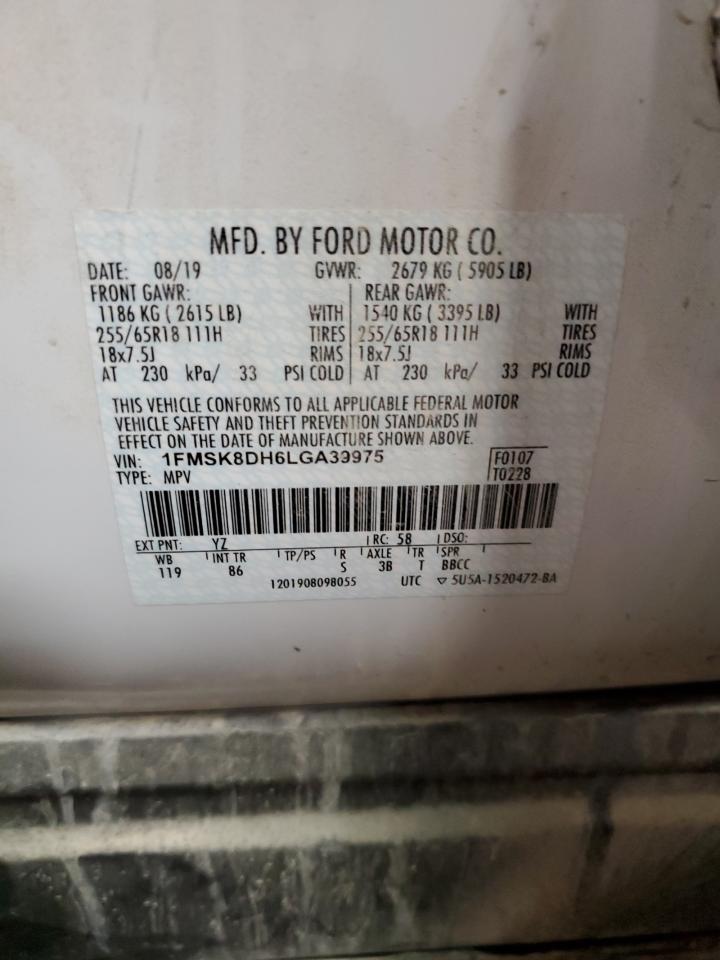 MFD. BY FORD MOTOR CO.
DATE: 08/19 GVWR: 2679 KG ( 5905 LB)
FRONT GAWR: REAR GAWR:
1186 KG ( 2615 LB) WITH 1540 KG ( 3395 LB) WITH
255/65R18 111H TIRES 255/65R18 111H TIRES
18x7.5J RIMS 18x7.5J RIMS
AT 230 kPa/ 33 PSI COLD AT 230 kPa/ 33 PSI COLD
THIS VEHICLE CONFORMS TO ALL APPLICABLE FEDERAL MOTOR
VEHICLE SAFETY AND THEFT PREVENTION STANDARDS IN
EFFECT ON THE DATE OF MANUFACTURE SHOWN ABOVE.
VIN: 1FMSK8DH6LGA39975 F0107
TYPE: MPV T0228
EXT PNT: YZ RC: 58 DSO:
WB INT TR TP/PS R AXLE TR SPR
119 86 S 3B T BBCC
1201908098055 UTC ▽ 5U5A-1520472-BA